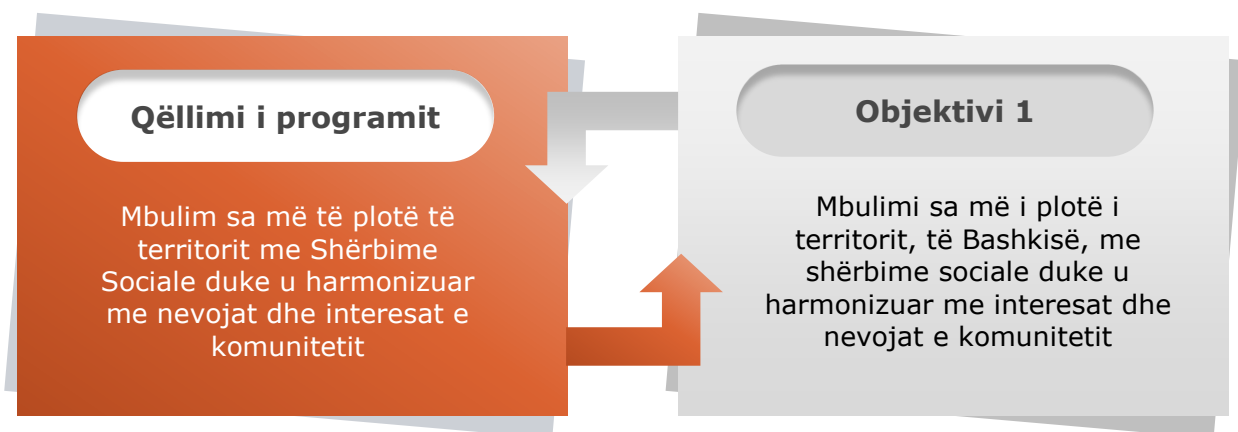 Qëllimi i programit
Mbulim sa më të plotë të
territorit me Shërbime
Sociale duke u harmonizuar
me nevojat dhe interesat e
komunitetit
Objektivi 1
Mbulimi sa më i plotë i
territorit, të Bashkisë, me
shërbime sociale duke u
harmonizuar me interesat dhe
nevojat e komunitetit